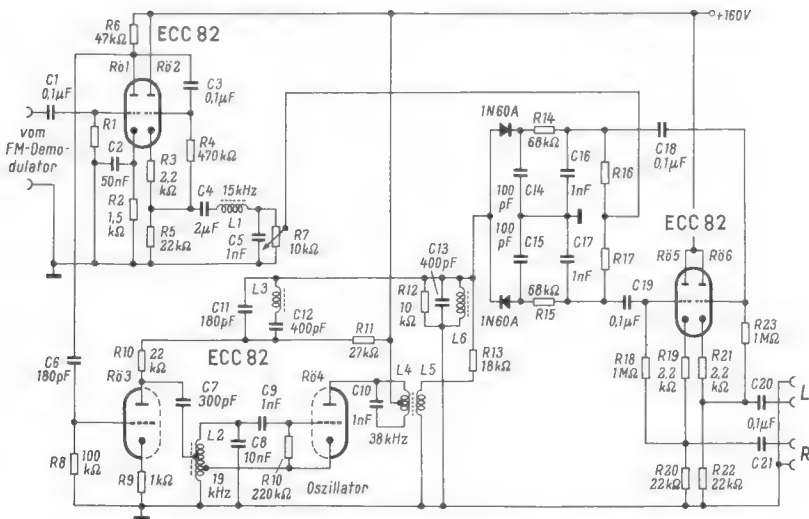 R6
47kΩ
ECC 82
+160V
Rö1
Rö2
C1
0,1µF
C3
0,1µF
1N60A
R14
68kΩ
vom
FM-Demo-
dulator
R1
C2
50nF
R3
2,2
kΩ
R4
470kΩ
C4
2µF
15kHz
L1
C14
100
pF
C16
1nF
R16
C18
0,1µF
R2
1,5
kΩ
R5
22kΩ
C5
1nF
R7
10kΩ
100
pF
C15
C17
1nF
R17
ECC 82
Rö5
Rö6
C13
400pF
C11
180pF
L3
C12
400pF
R12
10
kΩ
L6
1N60A
68kΩ
R15
C19
0,1µF
R23
1MΩ
C6
180pF
R10
22
kΩ
ECC 82
R11
27kΩ
R13
18kΩ
R18
1MΩ
R19
2,2
kΩ
R21
2,2
kΩ
C20
0,1µF
L
Rö3
C7
300pF
C9
1nF
Rö4
C10
1nF
L4
L5
38kHz
C21
R
R8
100
kΩ
R9
1kΩ
L2
19
kHz
C8
10nF
R10
220kΩ
Oszillator
R20
22kΩ
R22
22kΩ